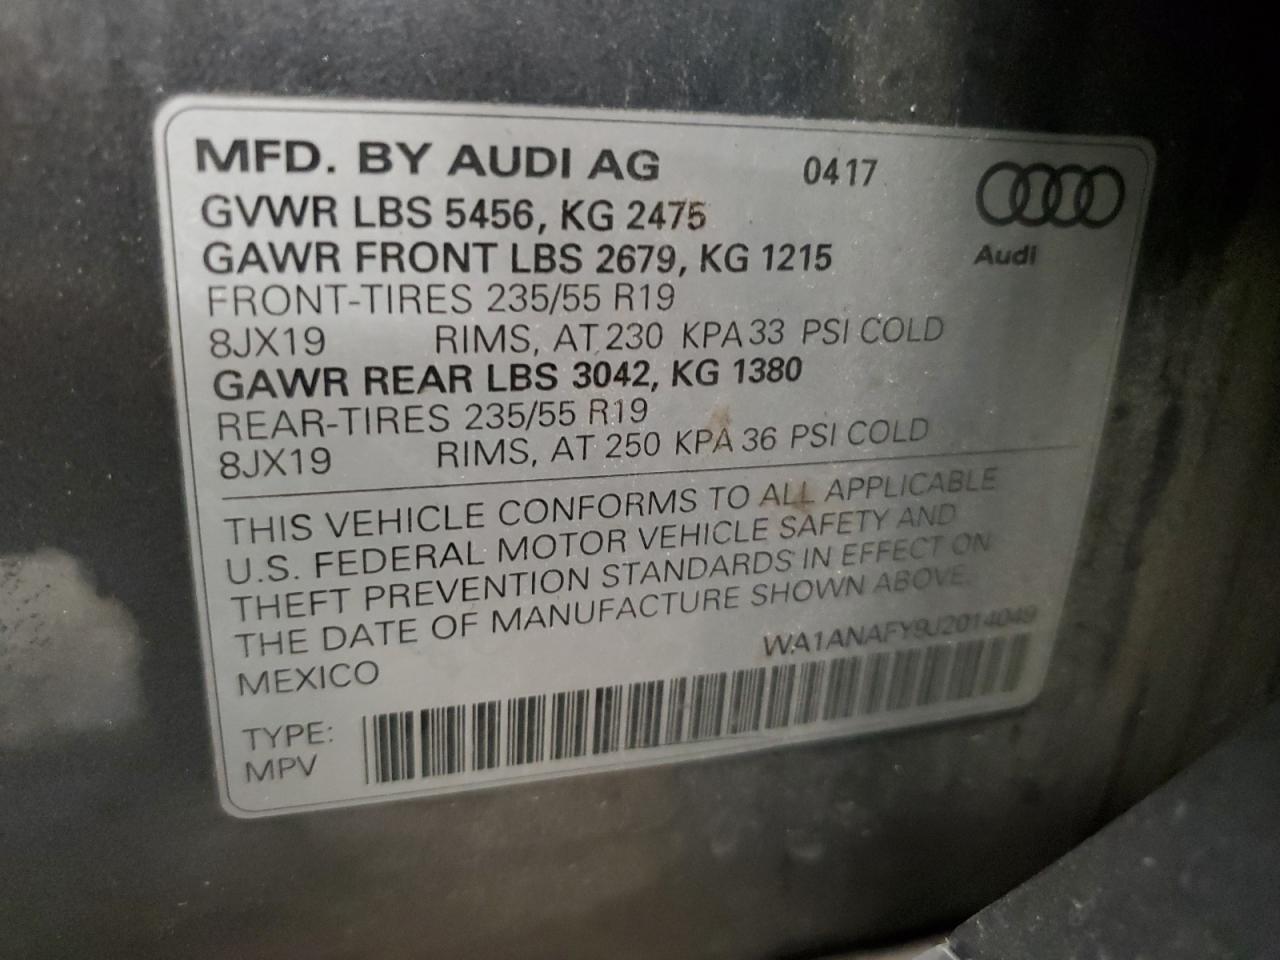 MFD. BY AUDI AG 0417
Audi
GVWR LBS 5456, KG 2475
GAWR FRONT LBS 2679, KG 1215
FRONT-TIRES 235/55 R19
8JX19 RIMS, AT 230 KPA 33 PSI COLD
GAWR REAR LBS 3042, KG 1380
REAR-TIRES 235/55 R19
8JX19 RIMS, AT 250 KPA 36 PSI COLD
THIS VEHICLE CONFORMS TO ALL APPLICABLE
U.S. FEDERAL MOTOR VEHICLE SAFETY AND
THEFT PREVENTION STANDARDS IN EFFECT ON
THE DATE OF MANUFACTURE SHOWN ABOVE.
MEXICO WA1ANAFY9J2014049
TYPE:
MPV